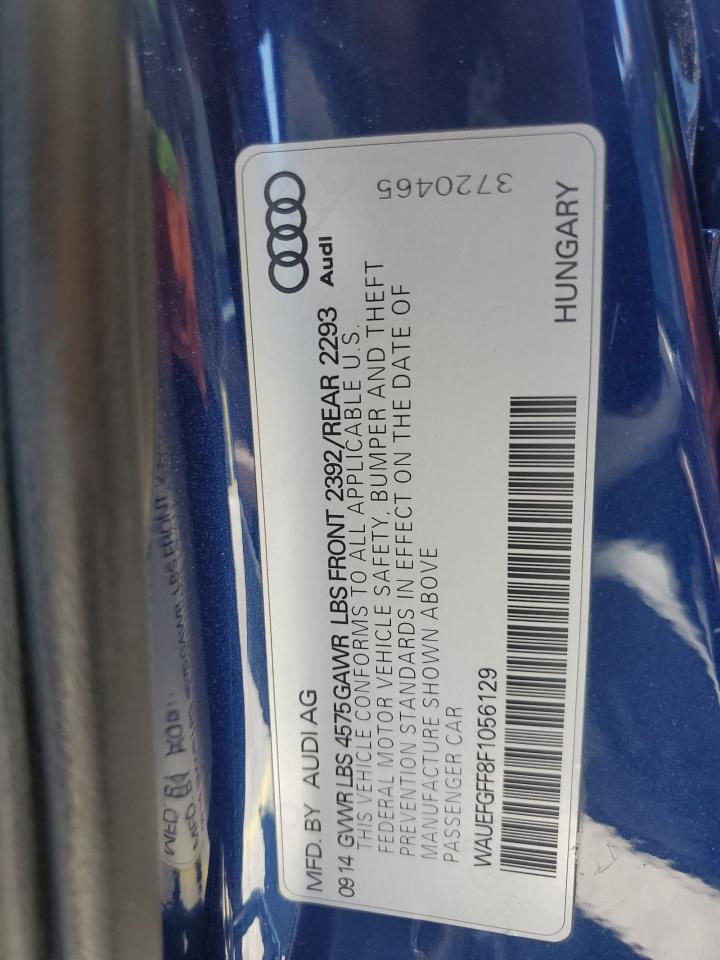 MFD. BY AUDI AG
Audi
0914 GVWR LBS 4575 GAWR LBS FRONT 2392/REAR 2293
THIS VEHICLE CONFORMS TO ALL APPLICABLE U.S.
FEDERAL MOTOR VEHICLE SAFETY, BUMPER AND THEFT
PREVENTION STANDARDS IN EFFECT ON THE DATE OF
MANUFACTURE SHOWN ABOVE
PASSENGER CAR
3720465
WAUEFGFF8F1056129
HUNGARY